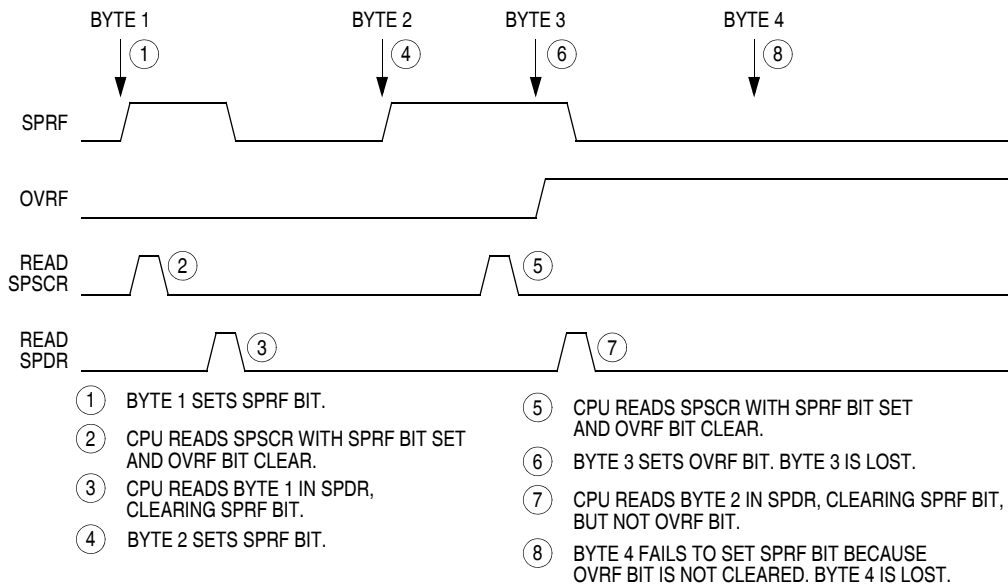 BYTE 1
BYTE 2
BYTE 3
BYTE 4
1
4
6
8
SPRF
OVRF
READ
SPSCR
2
5
READ
SPDR
3
7
1 BYTE 1 SETS SPRF BIT.
2 CPU READS SPSCR WITH SPRF BIT SET
AND OVRF BIT CLEAR.
3 CPU READS BYTE 1 IN SPDR,
CLEARING SPRF BIT.
4 BYTE 2 SETS SPRF BIT.
5 CPU READS SPSCR WITH SPRF BIT SET
AND OVRF BIT CLEAR.
6 BYTE 3 SETS OVRF BIT. BYTE 3 IS LOST.
7 CPU READS BYTE 2 IN SPDR, CLEARING SPRF BIT,
BUT NOT OVRF BIT.
8 BYTE 4 FAILS TO SET SPRF BIT BECAUSE
OVRF BIT IS NOT CLEARED. BYTE 4 IS LOST.